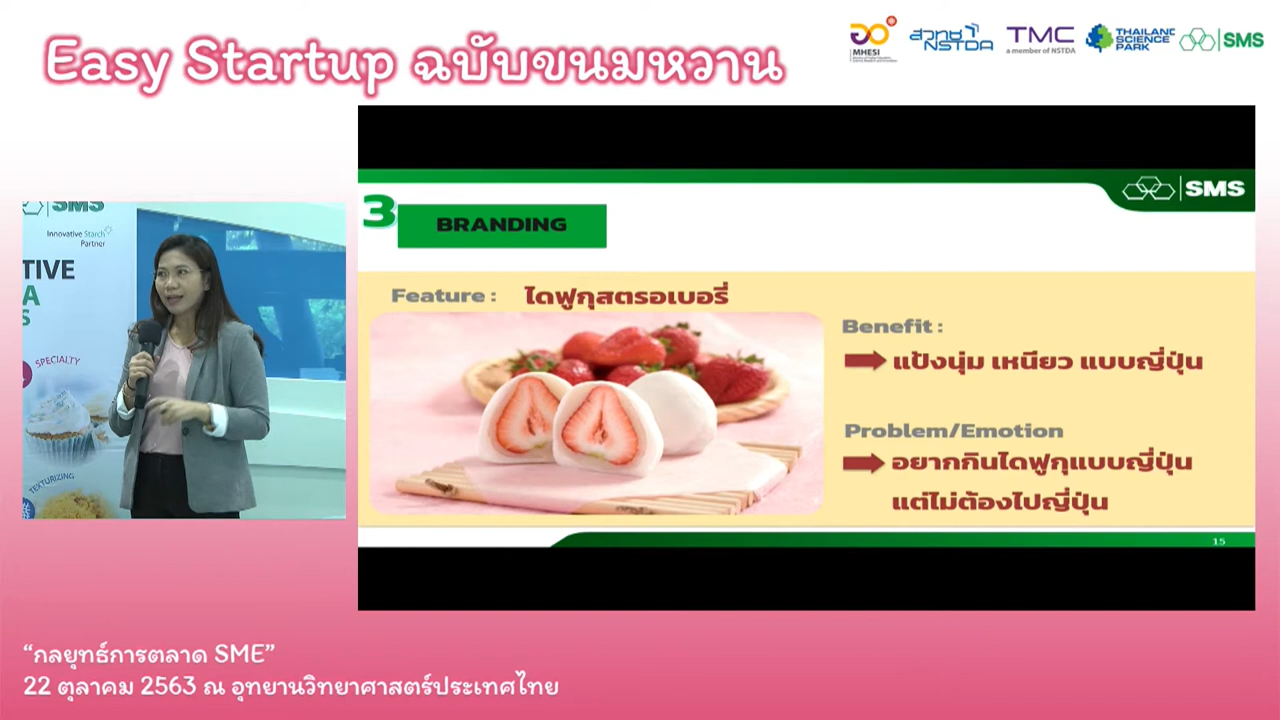 Easy Startup ฉบับขนมหวาน
MHESI
สวทช
NSTDA
TMC
a member of NSTDA
THAILAND
SCIENCE
PARK
SMS
SMS
3
BRANDING
Feature : ไดฟูกุสตรอเบอรี่
Benefit :
แป้งนุ่ม เหนียว แบบญี่ปุ่น
Problem/Emotion
อยากกินไดฟูกุแบบญี่ปุ่น
แต่ไม่ต้องไปญี่ปุ่น
15
SMS
Innovative Starch
Partner
TIVE
A
S
SPECIALTY
TEXTURIZING
“กลยุทธ์การตลาด SME”
22 ตุลาคม 2563 ณ อุทยานวิทยาศาสตร์ประเทศไทย